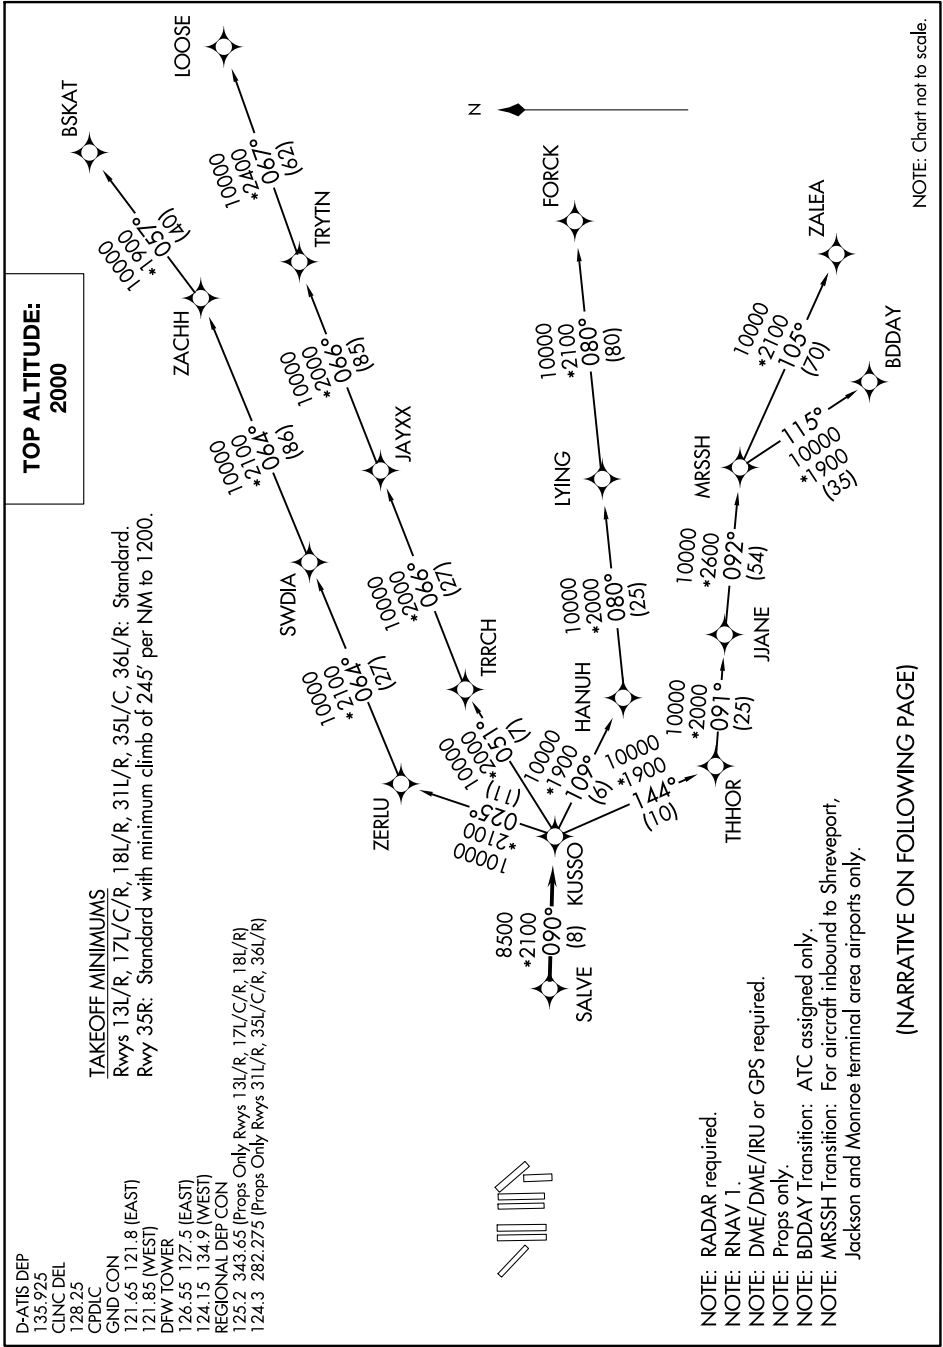 D-ATIS DEP
135.925
CLNC DEL
128.25
CPDLC
GND CON
121.65 121.8 (EAST)
121.85 (WEST)
DFW TOWER
126.55 127.5 (EAST)
124.15 134.9 (WEST)
REGIONAL DEP CON
125.2 343.65 (Props Only Rwys 13L/R, 17L/C/R, 18L/R)
124.3 282.275 (Props Only Rwys 31L/R, 35L/C/R, 36L/R)
TAKEOFF MINIMUMS
Rwys 13L/R, 17L/C/R, 18L/R, 31L/R, 35L/C, 36L/R: Standard.
Rwy 35R: Standard with minimum climb of 245' per NM to 1200.
TOP ALTITUDE:
2000
BSKAT
10000
*1900
057°
(40)
ZACHH
10000
*2100
064°
(86)
SWDIA
10000
*2100
064°
(27)
ZERLU
10000
*2100
025°
(11)
LOOSE
10000
*2400
067°
(62)
TRYTN
10000
*2000
066°
(85)
JAYXX
10000
*2000
066°
(27)
TRRCH
10000
*2000
051°
(7)
N
FORCK
10000
*2100
080°
(80)
LYING
10000
*2000
080°
(25)
HANUH
10000
*1900
109°
(6)
SALVE
8500
*2100
090°
(8)
KUSSO
10000
*1900
144°
(10)
THHOR
10000
*2000
091°
(25)
JJANE
10000
*2600
092°
(54)
MRSSH
10000
*2100
105°
(70)
ZALEA
115°
10000
*1900
(35)
BDDAY
NOTE: RADAR required.
NOTE: RNAV 1.
NOTE: DME/DME/IRU or GPS required.
NOTE: Props only.
NOTE: BDDAY Transition: ATC assigned only.
NOTE: MRSSH Transition: For aircraft inbound to Shreveport,
Jackson and Monroe terminal area airports only.
(NARRATIVE ON FOLLOWING PAGE)
NOTE: Chart not to scale.